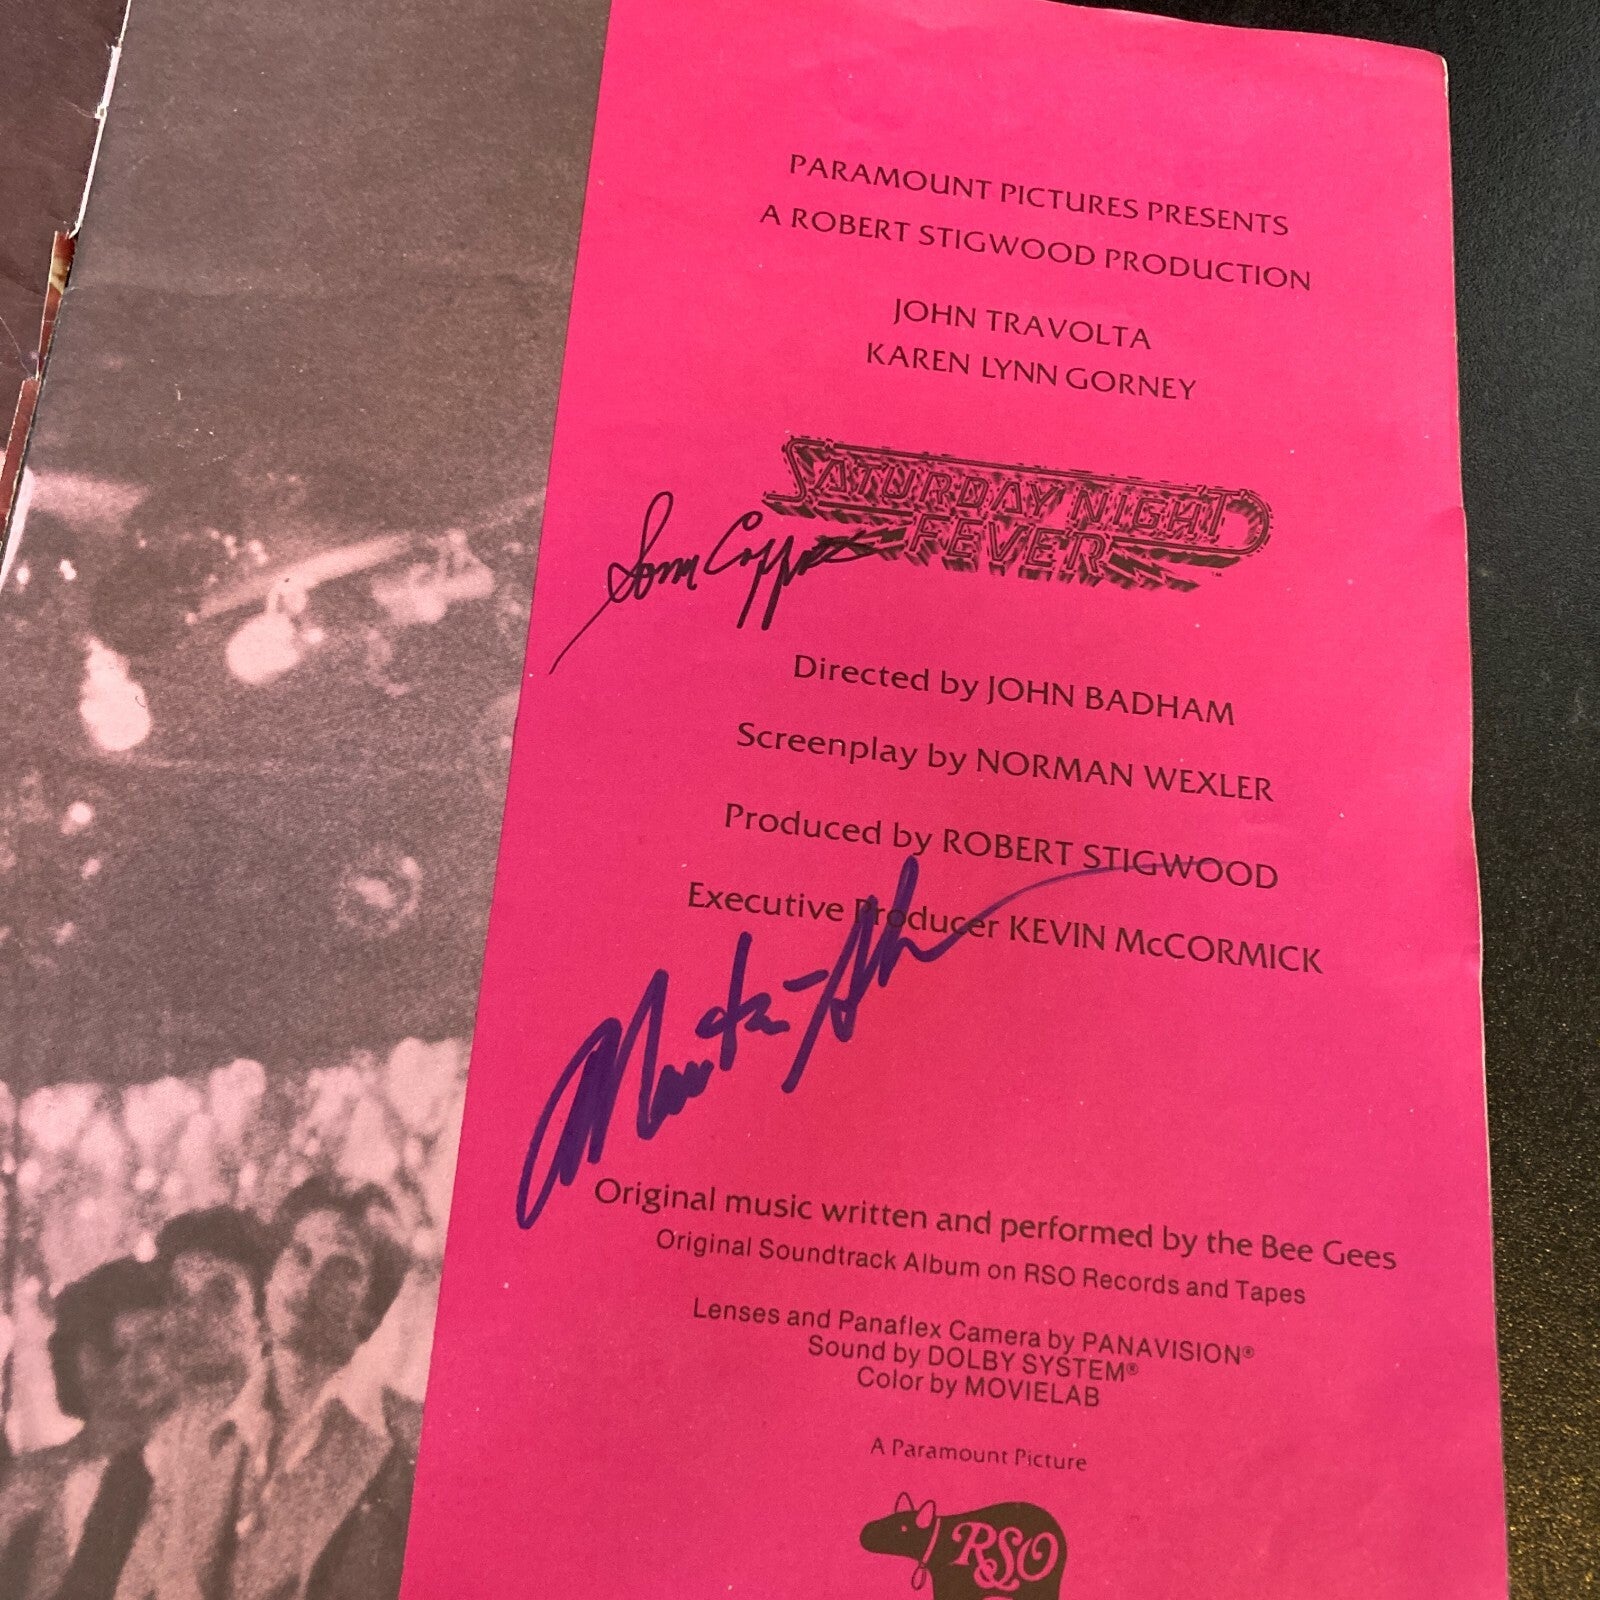 PARAMOUNT PICTURES PRESENTS
A ROBERT STIGWOOD PRODUCTION
JOHN TRAVOLTA
KAREN LYNN GORNEY
SATURDAY NIGHT
FEVER
TM
Directed by JOHN BADHAM
Screenplay by NORMAN WEXLER
Produced by ROBERT STIGWOOD
Executive Producer KEVIN McCORMICK
Original music written and performed by the Bee Gees
Original Soundtrack Album on RSO Records and Tapes
Lenses and Panaflex Camera by PANAVISION®
Sound by DOLBY SYSTEM®
Color by MOVIELAB
A Paramount Picture
RSO